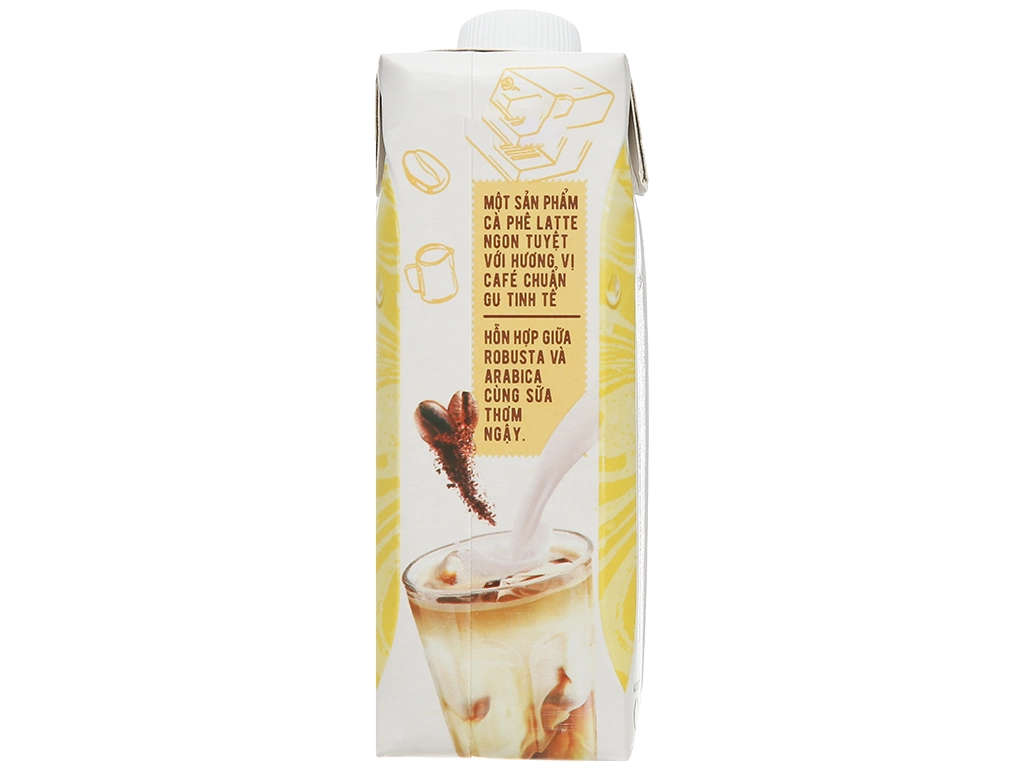 MỘT SẢN PHẨM
CÀ PHÊ LATTE
NGON TUYỆT
VỚI HƯƠNG VỊ
CAFÉ CHUẨN
GU TINH TẾ
HỖN HỢP GIỮA
ROBUSTA VÀ
ARABICA
CÙNG SỮA
THƠM
NGẬY.